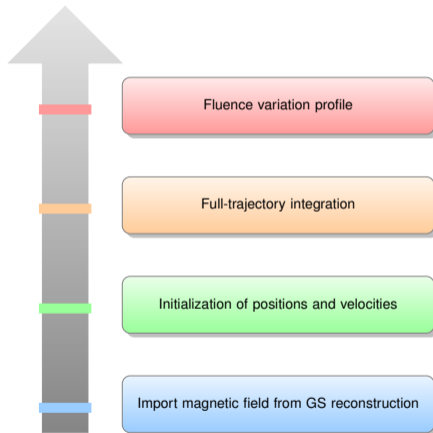 Fluence variation profile
Full-trajectory integration
Initialization of positions and velocities
Import magnetic field from GS reconstruction